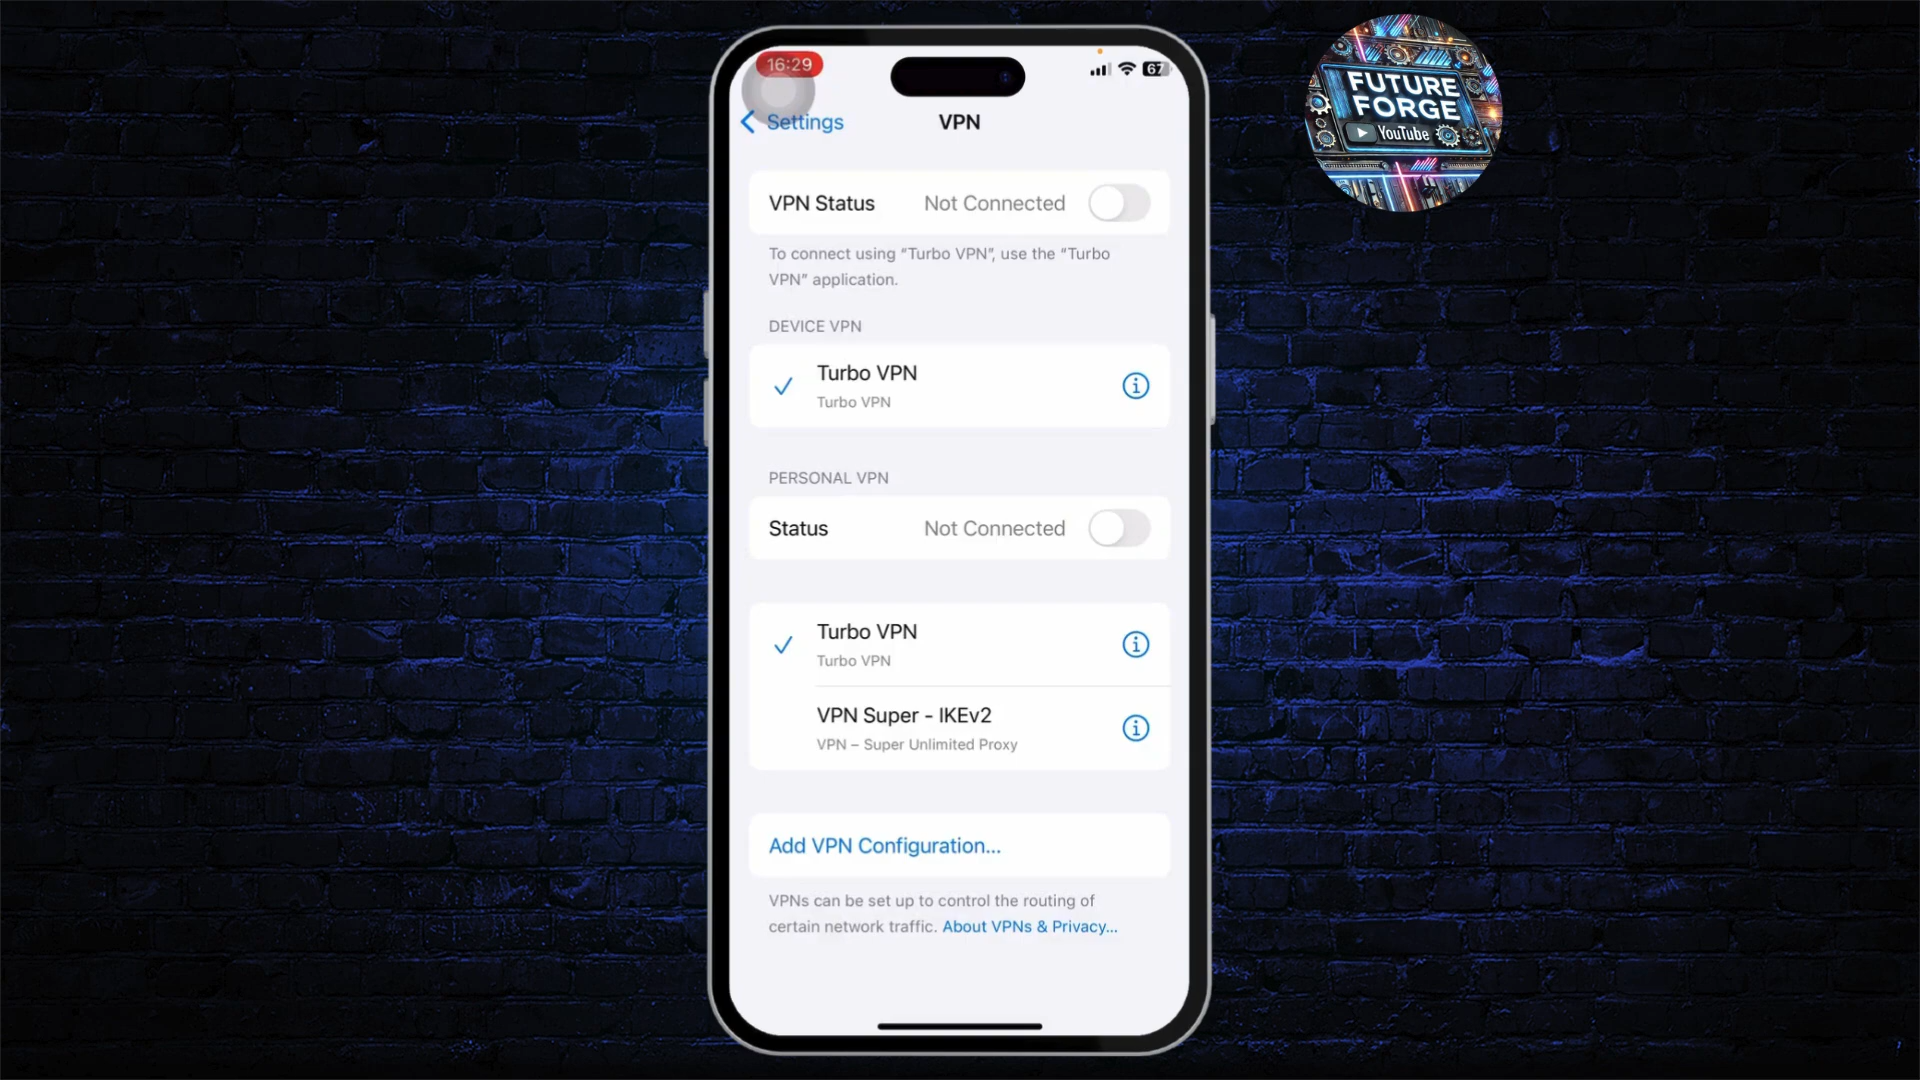 16:29
67
FUTURE
FORGE
YouTube
Settings
VPN
VPN Status Not Connected
To connect using “Turbo VPN”, use the “Turbo
VPN” application.
DEVICE VPN
Turbo VPN
Turbo VPN
PERSONAL VPN
Status Not Connected
Turbo VPN
Turbo VPN
VPN Super - IKEv2
VPN – Super Unlimited Proxy
Add VPN Configuration...
VPNs can be set up to control the routing of
certain network traffic. About VPNs & Privacy...